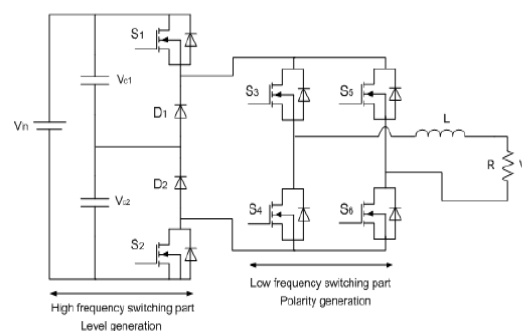 S1
S3
S5
Vc1
D1
L
Vin
R
V
D2
Vc2
S4
S6
S2
Low frequency switching part
Polarity generation
High frequency switching part
Level generation